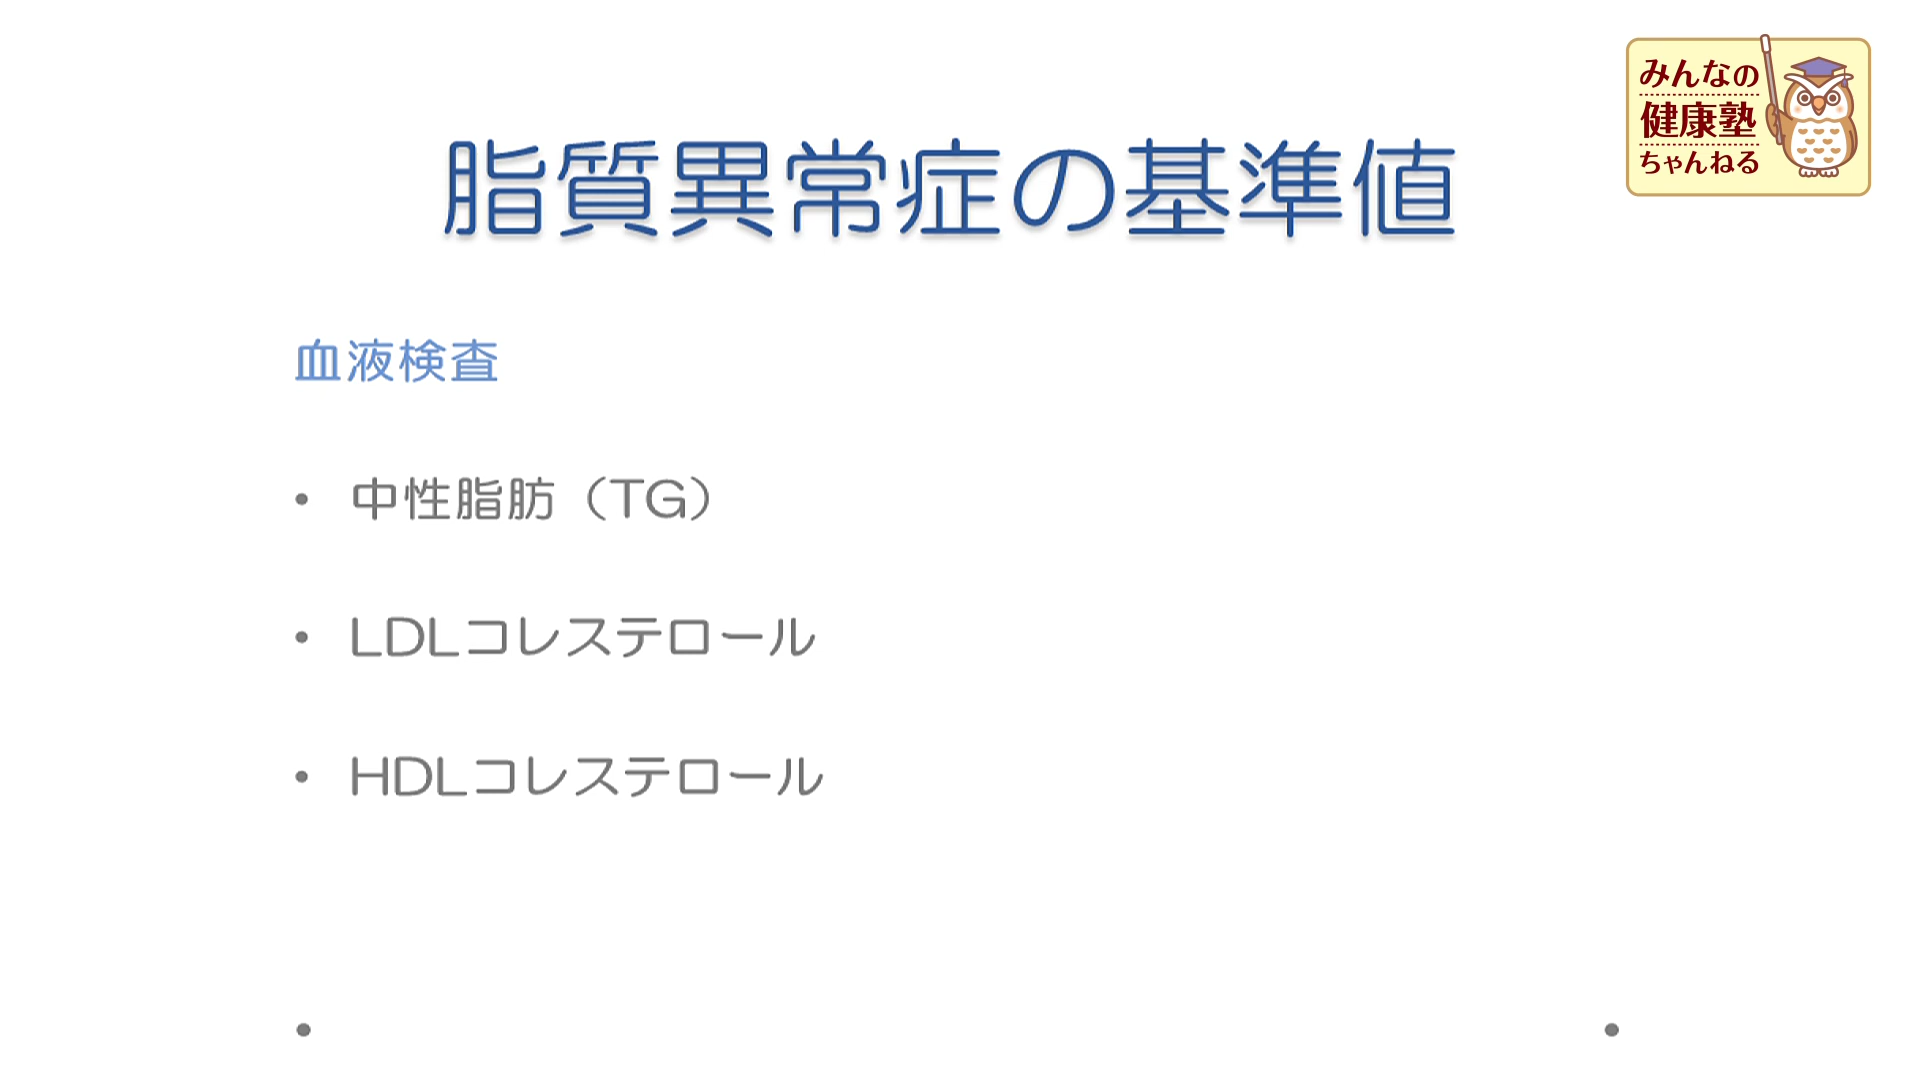 みんなの
健康塾
ちゃんねる
脂質異常症の基準値
血液検査
• 中性脂肪（TG）
• LDLコレステロール
• HDLコレステロール